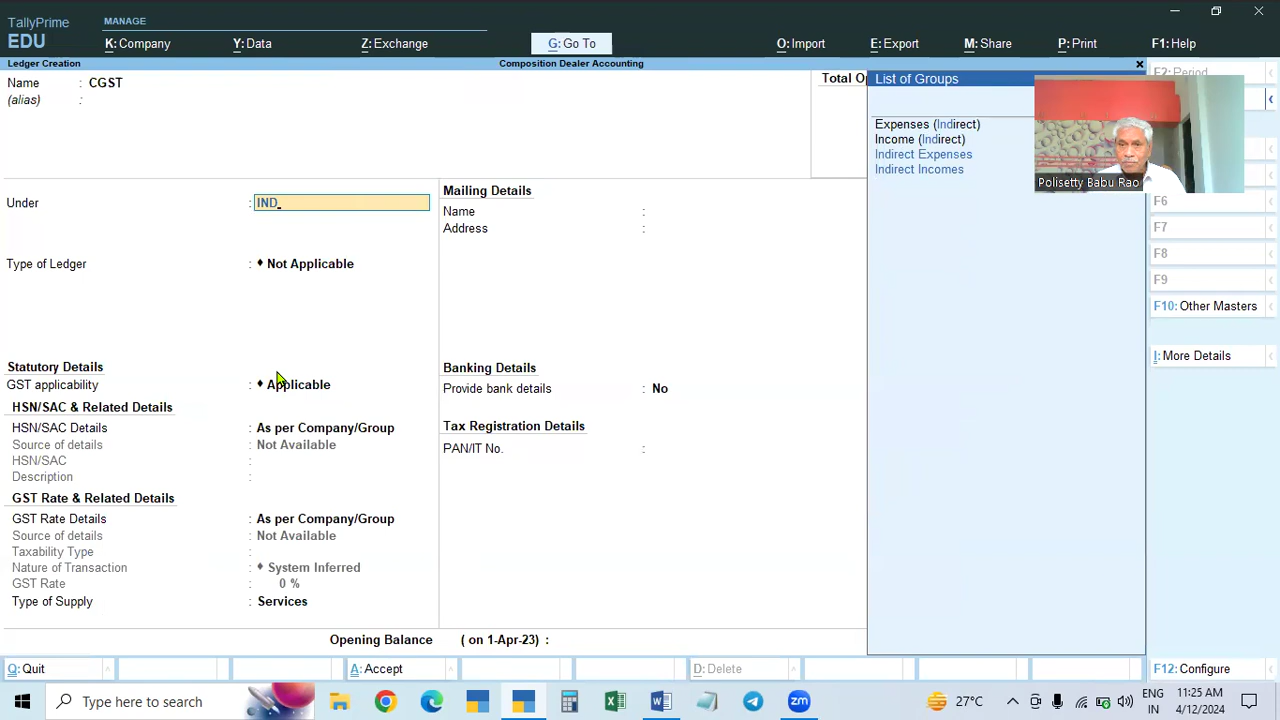 TallyPrime
EDU
MANAGE
K: Company
Y: Data
Z: Exchange
G: Go To
O: Import
E: Export
M: Share
P: Print
F1: Help
Ledger Creation
Composition Dealer Accounting
Name : CGST
(alias) :
Total Op
List of Groups
Expenses (Indirect)
Income (Indirect)
Indirect Expenses
Indirect Incomes
Polisetty Babu Rao
F2: Period
F6
F7
F8
F9
F10: Other Masters
I: More Details
Under : IND
Type of Ledger : ♦ Not Applicable
Mailing Details
Name :
Address :
Statutory Details
GST applicability : ♦ Applicable
HSN/SAC & Related Details
HSN/SAC Details : As per Company/Group
Source of details : Not Available
HSN/SAC :
Description :
GST Rate & Related Details
GST Rate Details : As per Company/Group
Source of details : Not Available
Taxability Type :
Nature of Transaction : ♦ System Inferred
GST Rate : 0 %
Type of Supply : Services
Banking Details
Provide bank details : No
Tax Registration Details
PAN/IT No. :
Opening Balance ( on 1-Apr-23) :
Q: Quit
A: Accept
D: Delete
F12: Configure
Type here to search
zm
27°C
ENG
IN
11:25 AM
4/12/2024